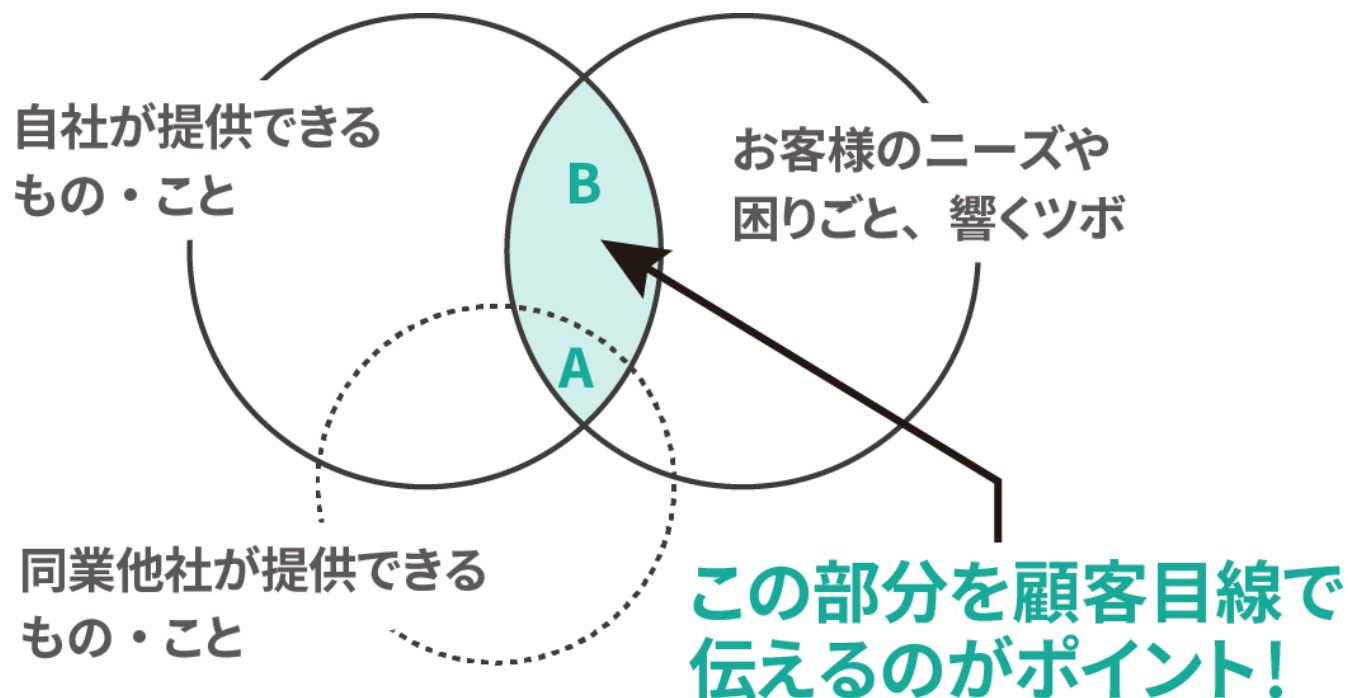 自社が提供できる
もの・こと
お客様のニーズや
困りごと、響くツボ
B
A
同業他社が提供できる
もの・こと
この部分を顧客目線で
伝えるのがポイント!